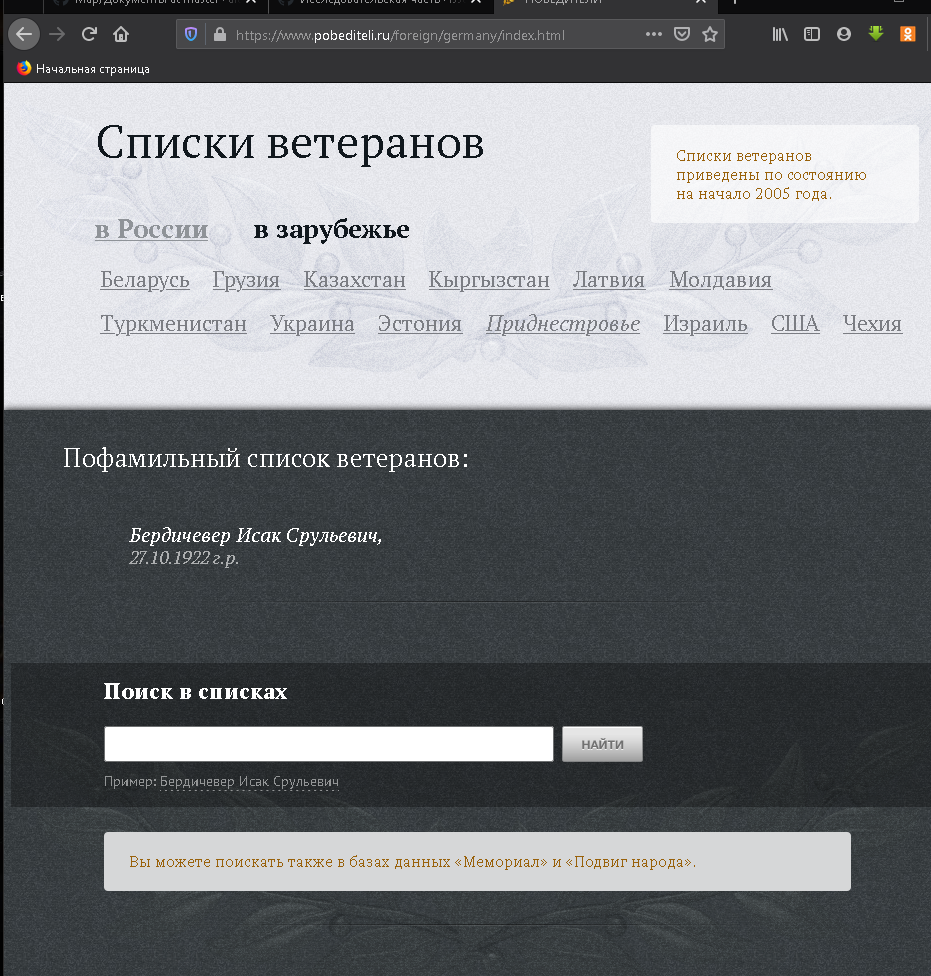 ПОБЕДИТЕЛИ
https://www.pobediteli.ru/foreign/germany/index.html
Начальная страница
Списки ветеранов
Списки ветеранов
приведены по состоянию
на начало 2005 года.
в России в зарубежье
Беларусь Грузия Казахстан Кыргызстан Латвия Молдавия
Туркменистан Украина Эстония Приднестровье Израиль США Чехия
Пофамильный список ветеранов:
Бердичевер Исак Срульевич,
27.10.1922 г.р.
Поиск в списках
НАЙТИ
Пример: Бердичевер Исак Срульевич
Вы можете поискать также в базах данных «Мемориал» и «Подвиг народа».